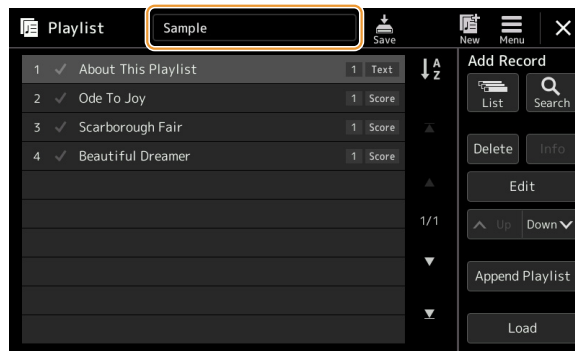 Playlist Sample Save New Menu
1 About This Playlist 1 Text
2 Ode To Joy 1 Score
3 Scarborough Fair 1 Score
4 Beautiful Dreamer 1 Score
A
Z
1/1
Add Record
List Search
Delete Info
Edit
Up Down
Append Playlist
Load